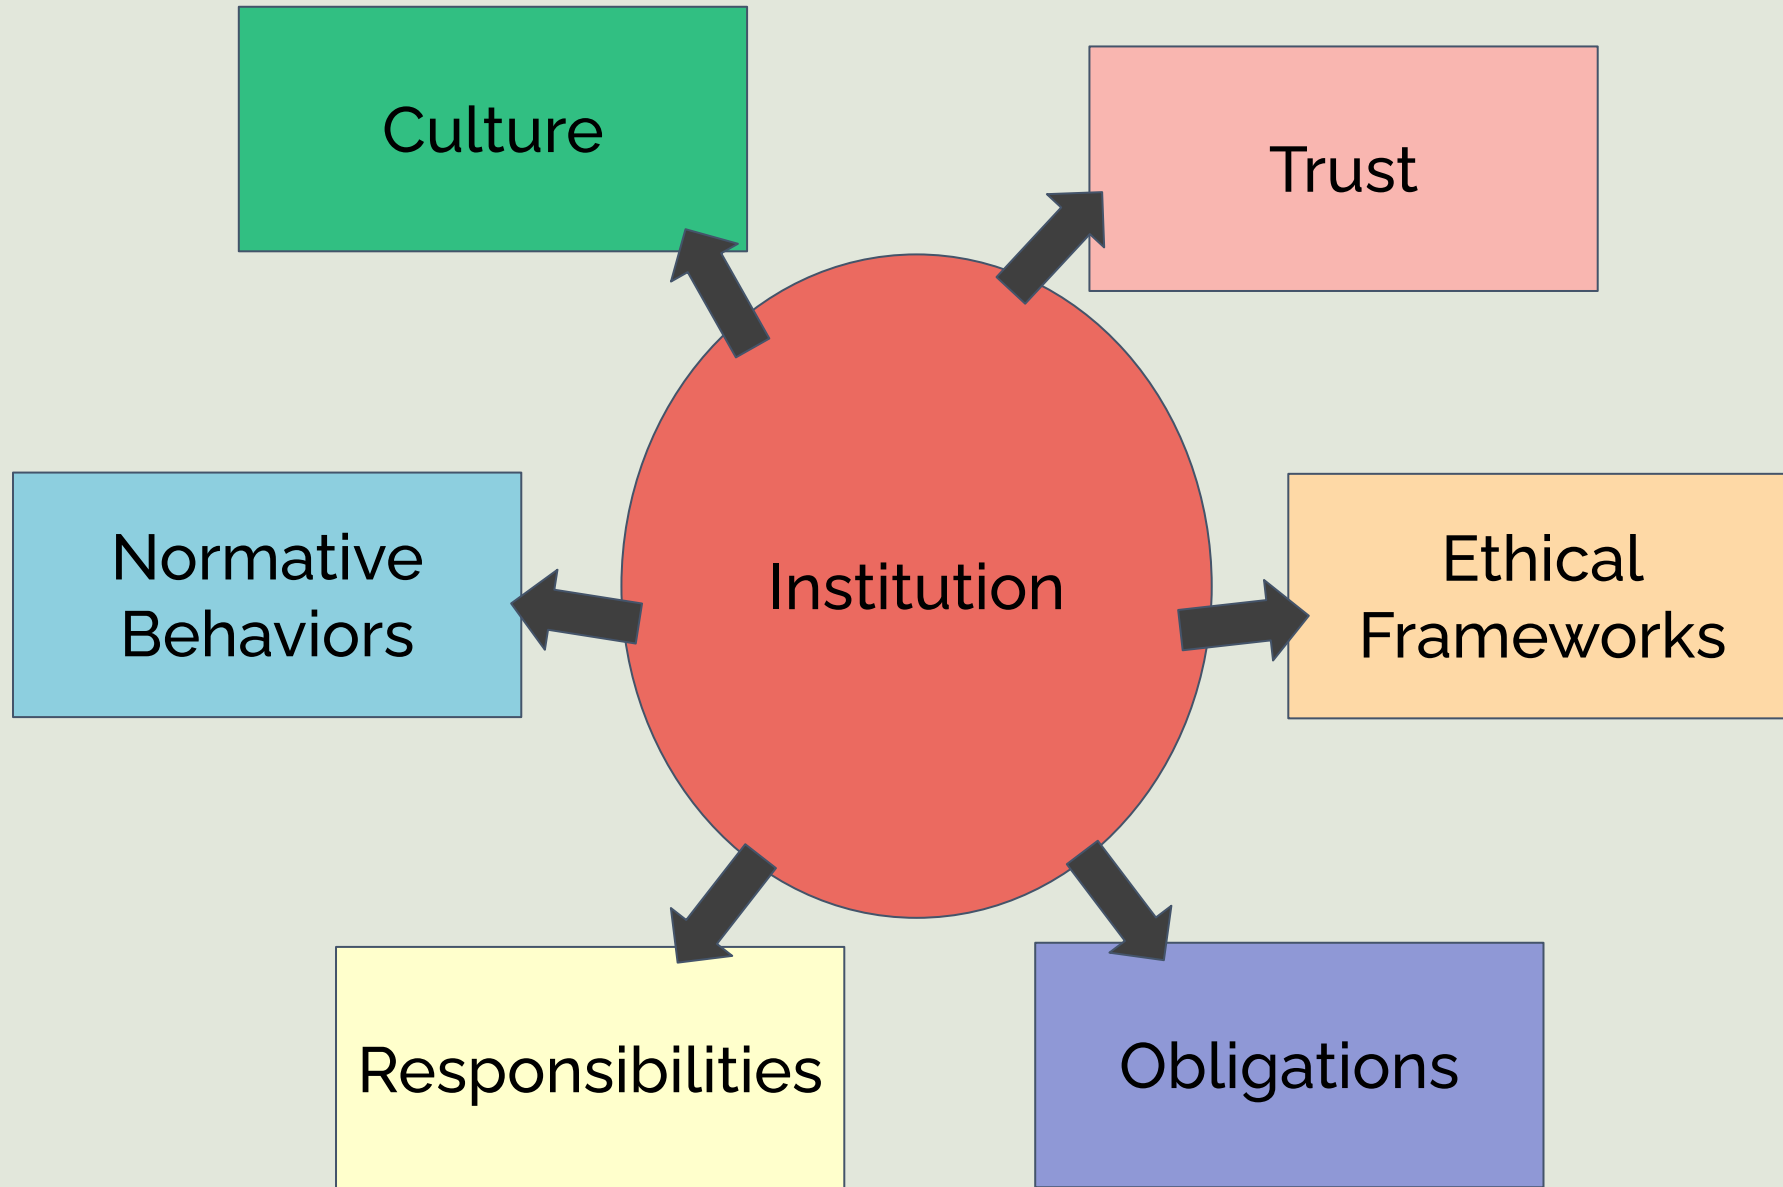 Culture
Trust
Normative
Behaviors
Institution
Ethical
Frameworks
Responsibilities
Obligations